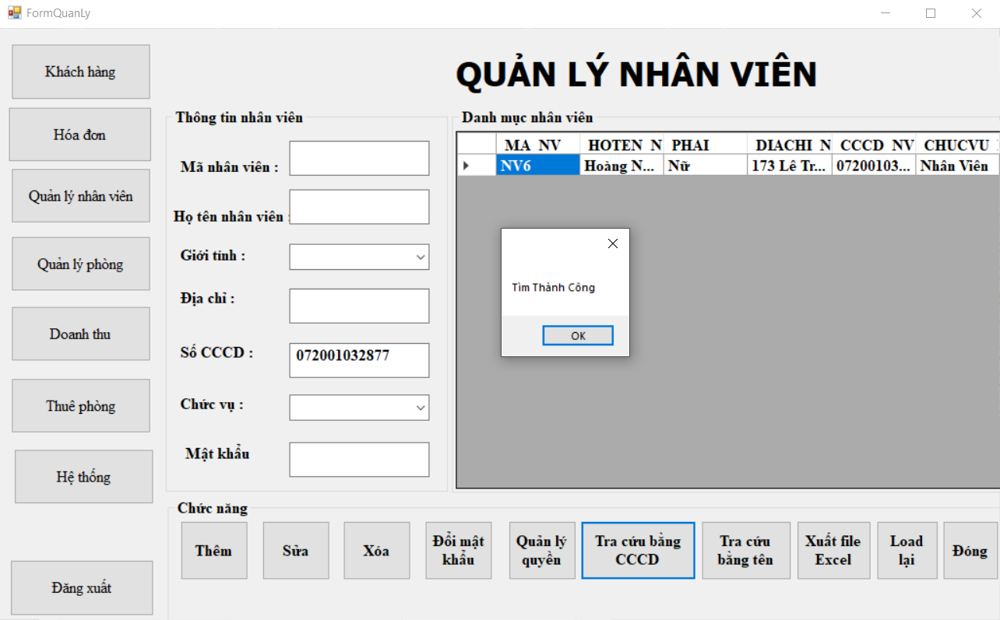 FormQuanLy
QUẢN LÝ NHÂN VIÊN
Khách hàng
Hóa đơn
Quản lý nhân viên
Quản lý phòng
Doanh thu
Thuê phòng
Hệ thống
Đăng xuất
Thông tin nhân viên
Mã nhân viên :
Họ tên nhân viên :
Giới tính :
Địa chỉ :
Số CCCD :
072001032877
Chức vụ :
Mật khẩu
Danh mục nhân viên
MA_NV HOTEN_N PHAI DIACHI_N CCCD_NV CHUCVU_
NV6 Hoàng N... Nữ 173 Lê Tr... 07200103... Nhân Viên
Tìm Thành Công
OK
Chức năng
Thêm
Sửa
Xóa
Đổi mật
khẩu
Quản lý
quyền
Tra cứu bằng
CCCD
Tra cứu
bằng tên
Xuất file
Excel
Load
lại
Đóng